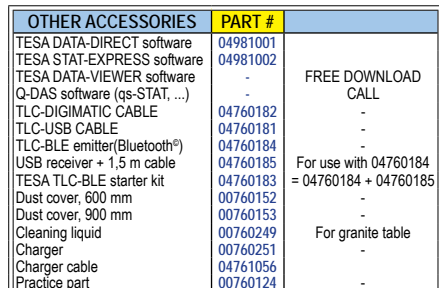 OTHER ACCESSORIES PART #
TESA DATA-DIRECT software 04981001
TESA STAT-EXPRESS software 04981002
TESA DATA-VIEWER software - FREE DOWNLOAD
Q-DAS software (qs-STAT, ...) - CALL
TLC-DIGIMATIC CABLE 04760182 -
TLC-USB CABLE 04760181 -
TLC-BLE emitter(Bluetooth©) 04760184 -
USB receiver + 1,5 m cable 04760185 For use with 04760184
TESA TLC-BLE starter kit 04760183 = 04760184 + 04760185
Dust cover, 600 mm 00760152 -
Dust cover, 900 mm 00760153 -
Cleaning liquid 00760249 For granite table
Charger 00760251 -
Charger cable 04761056
Practice part 00760124 -